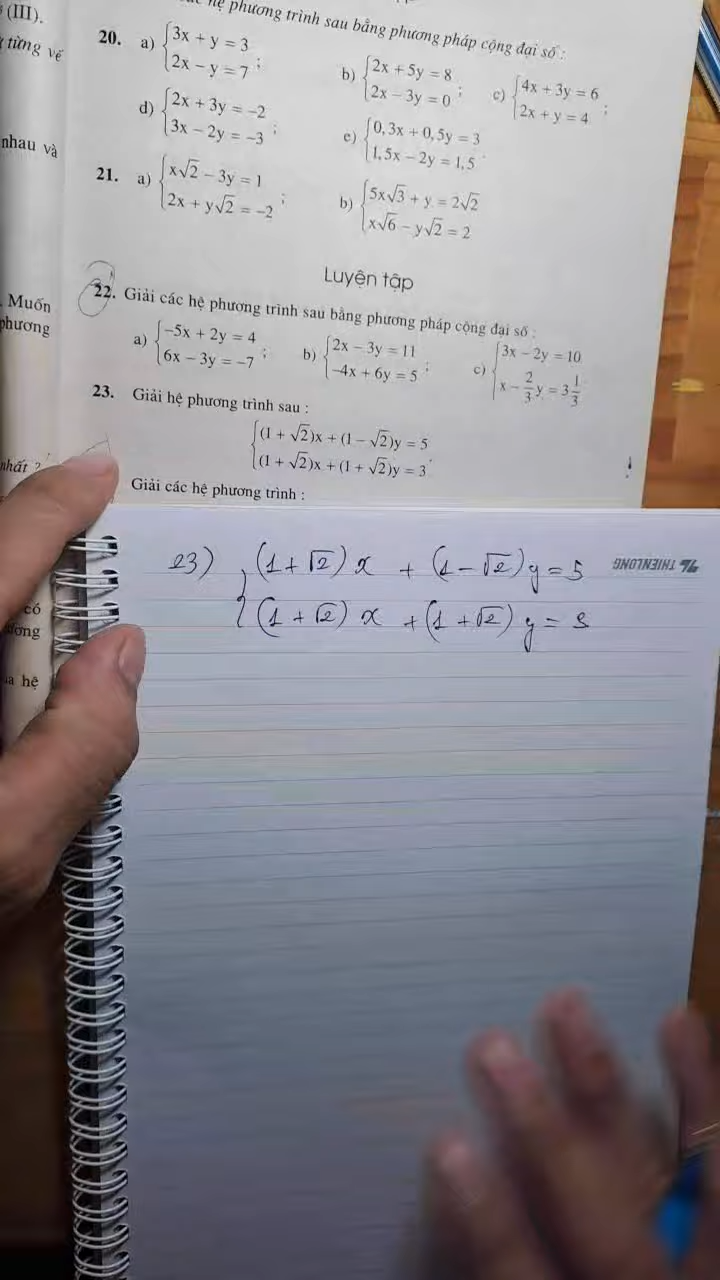 (III).
hệ phương trình sau bằng phương pháp cộng đại số :
từng vế
20. a) {3x + y = 3
2x − y = 7 ;
b) {2x + 5y = 8
2x − 3y = 0 ;
c) {4x + 3y = 6
2x + y = 4 ;
d) {2x + 3y = −2
3x − 2y = −3 ;
e) {0,3x + 0,5y = 3
1,5x − 2y = 1,5 .
nhau và
21. a) {x√2 − 3y = 1
2x + y√2 = −2 ;
b) {5x√3 + y = 2√2
x√6 − y√2 = 2
Luyện tập
. Muốn
phương
22. Giải các hệ phương trình sau bằng phương pháp cộng đại số :
a) {−5x + 2y = 4
6x − 3y = −7 ;
b) {2x − 3y = 11
−4x + 6y = 5 ;
c) {3x − 2y = 10
x − 2/3 y = 3 1/3 .
23. Giải hệ phương trình sau :
{(1 + √2)x + (1 − √2)y = 5
(1 + √2)x + (1 + √2)y = 3 .
nhất ?
Giải các hệ phương trình :
THIEN LONG
23) {(1 + √2) x + (1 − √2) y = 5
(1 + √2) x + (1 + √2) y = 3
có
ương
hệ